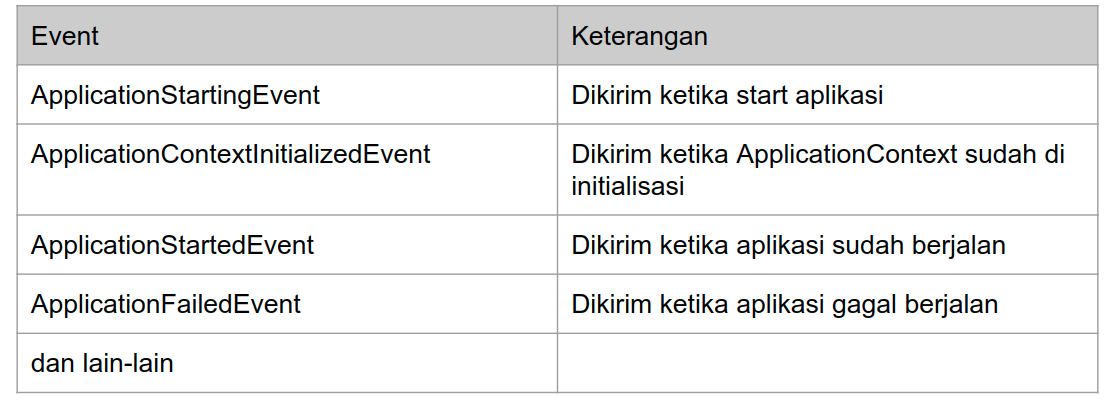 Event
Keterangan
ApplicationStartingEvent
Dikirim ketika start aplikasi
ApplicationContextInitializedEvent
Dikirim ketika ApplicationContext sudah di
initialisasi
ApplicationStartedEvent
Dikirim ketika aplikasi sudah berjalan
ApplicationFailedEvent
Dikirim ketika aplikasi gagal berjalan
dan lain-lain